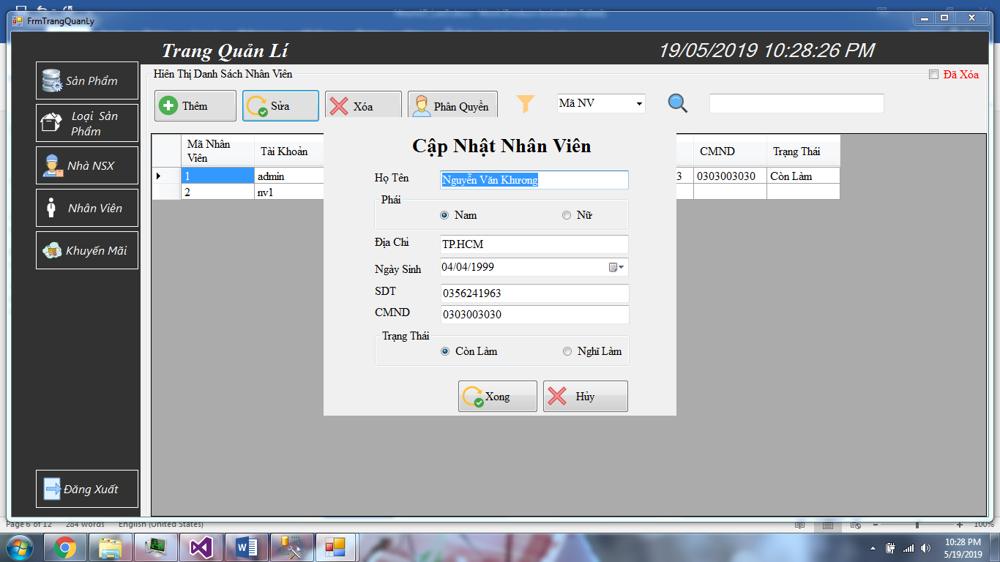 FrmTrangQuanLy
Trang Quản Lí
19/05/2019 10:28:26 PM
Sản Phẩm
Loại Sản
Phẩm
Nhà NSX
Nhân Viên
Khuyến Mãi
Đăng Xuất
Hiên Thị Danh Sách Nhân Viên
Đã Xóa
Thêm
Sửa
Xóa
Phân Quyền
Mã NV
Mã Nhân
Viên
Tài Khoản
CMND
Trạng Thái
1
admin
3
0303003030
Còn Làm
2
nv1
Cập Nhật Nhân Viên
Họ Tên
Nguyễn Văn Khương
Phái
Nam
Nữ
Địa Chỉ
TP.HCM
Ngày Sinh
04/04/1999
SDT
0356241963
CMND
0303003030
Trạng Thái
Còn Làm
Nghĩ Làm
Xong
Hủy
Page 6 of 12
284 words
English (United States)
100%
10:28 PM
5/19/2019